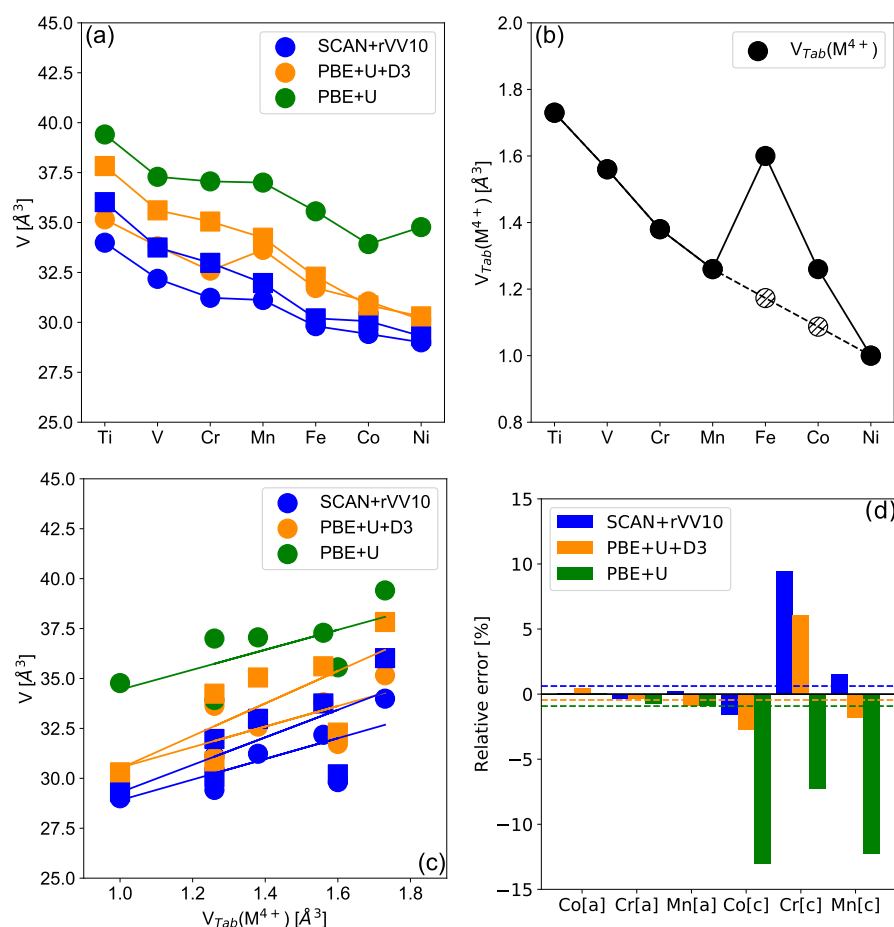 (a)
SCAN+rVV10
PBE+U+D3
PBE+U
V [Å³]
45.0
42.5
40.0
37.5
35.0
32.5
30.0
27.5
25.0
Ti V Cr Mn Fe Co Ni
(b)
V_Tab(M⁴⁺)
V_Tab(M⁴⁺) [Å³]
2.0
1.8
1.6
1.4
1.2
1.0
0.8
Ti V Cr Mn Fe Co Ni
SCAN+rVV10
PBE+U+D3
PBE+U
V [Å³]
45.0
42.5
40.0
37.5
35.0
32.5
30.0
27.5
25.0
(c)
1.0 1.2 1.4 1.6 1.8
V_Tab(M⁴⁺) [Å³]
(d)
SCAN+rVV10
PBE+U+D3
PBE+U
Relative error [%]
15
10
5
0
−5
−10
−15
Co[a] Cr[a] Mn[a] Co[c] Cr[c] Mn[c]